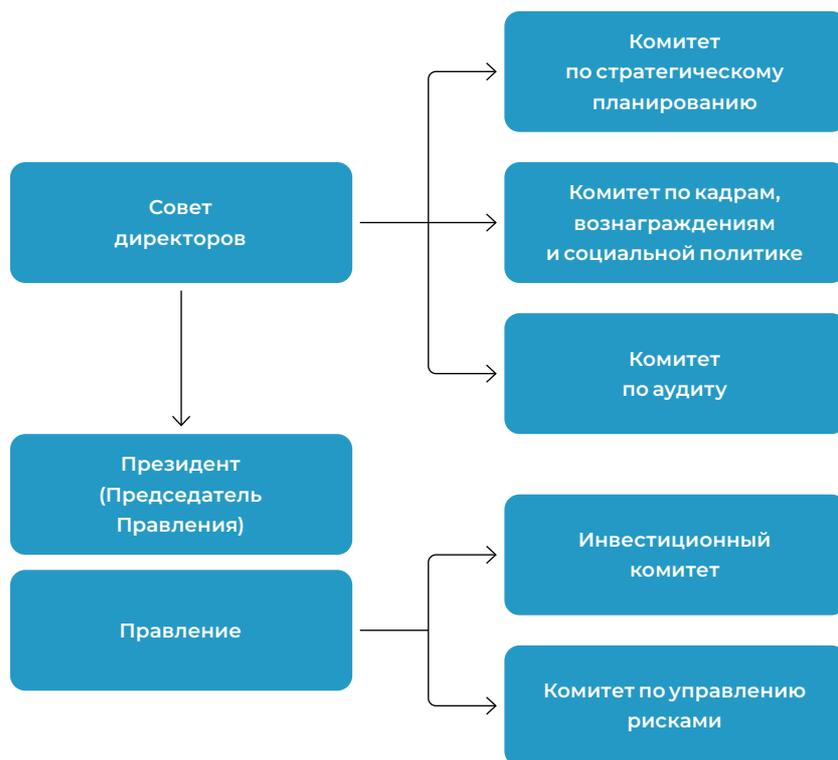 Комитет
по стратегическому
планированию
Совет
директоров
Комитет по кадрам,
вознаграждениям
и социальной политике
Комитет
по аудиту
Президент
(Председатель
Правления)
Инвестиционный
комитет
Правление
Комитет по управлению
рисками